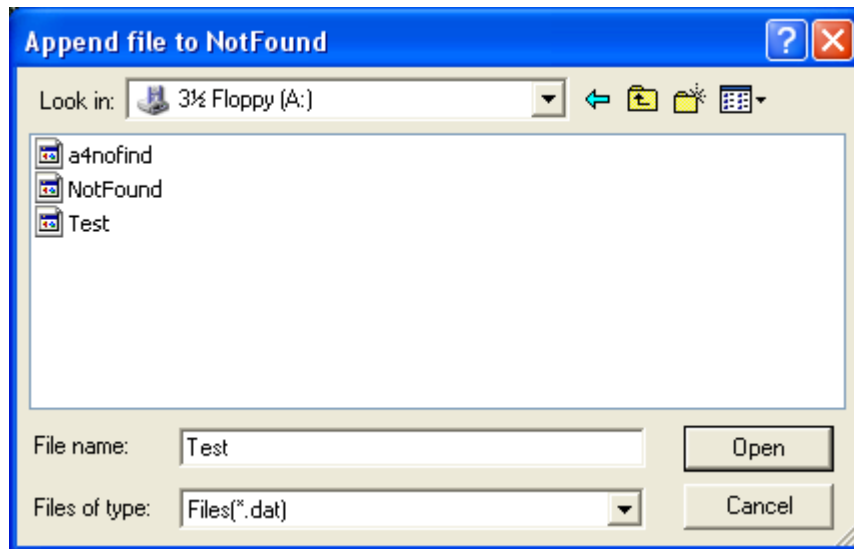 Append file to NotFound
Look in: 3½ Floppy (A:)
a4nofind
NotFound
Test
File name: Test Open
Files of type: Files(*.dat) Cancel